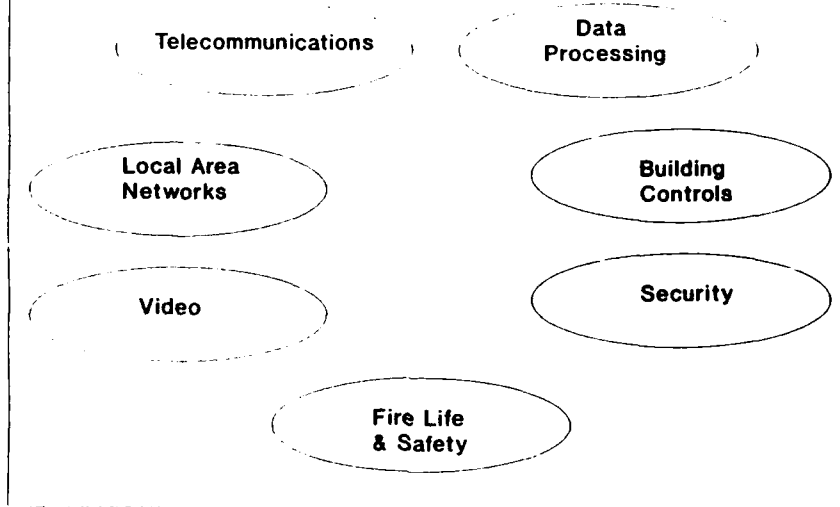 Telecommunications
Data
Processing
Local Area
Networks
Building
Controls
Video
Security
Fire Life
& Safety